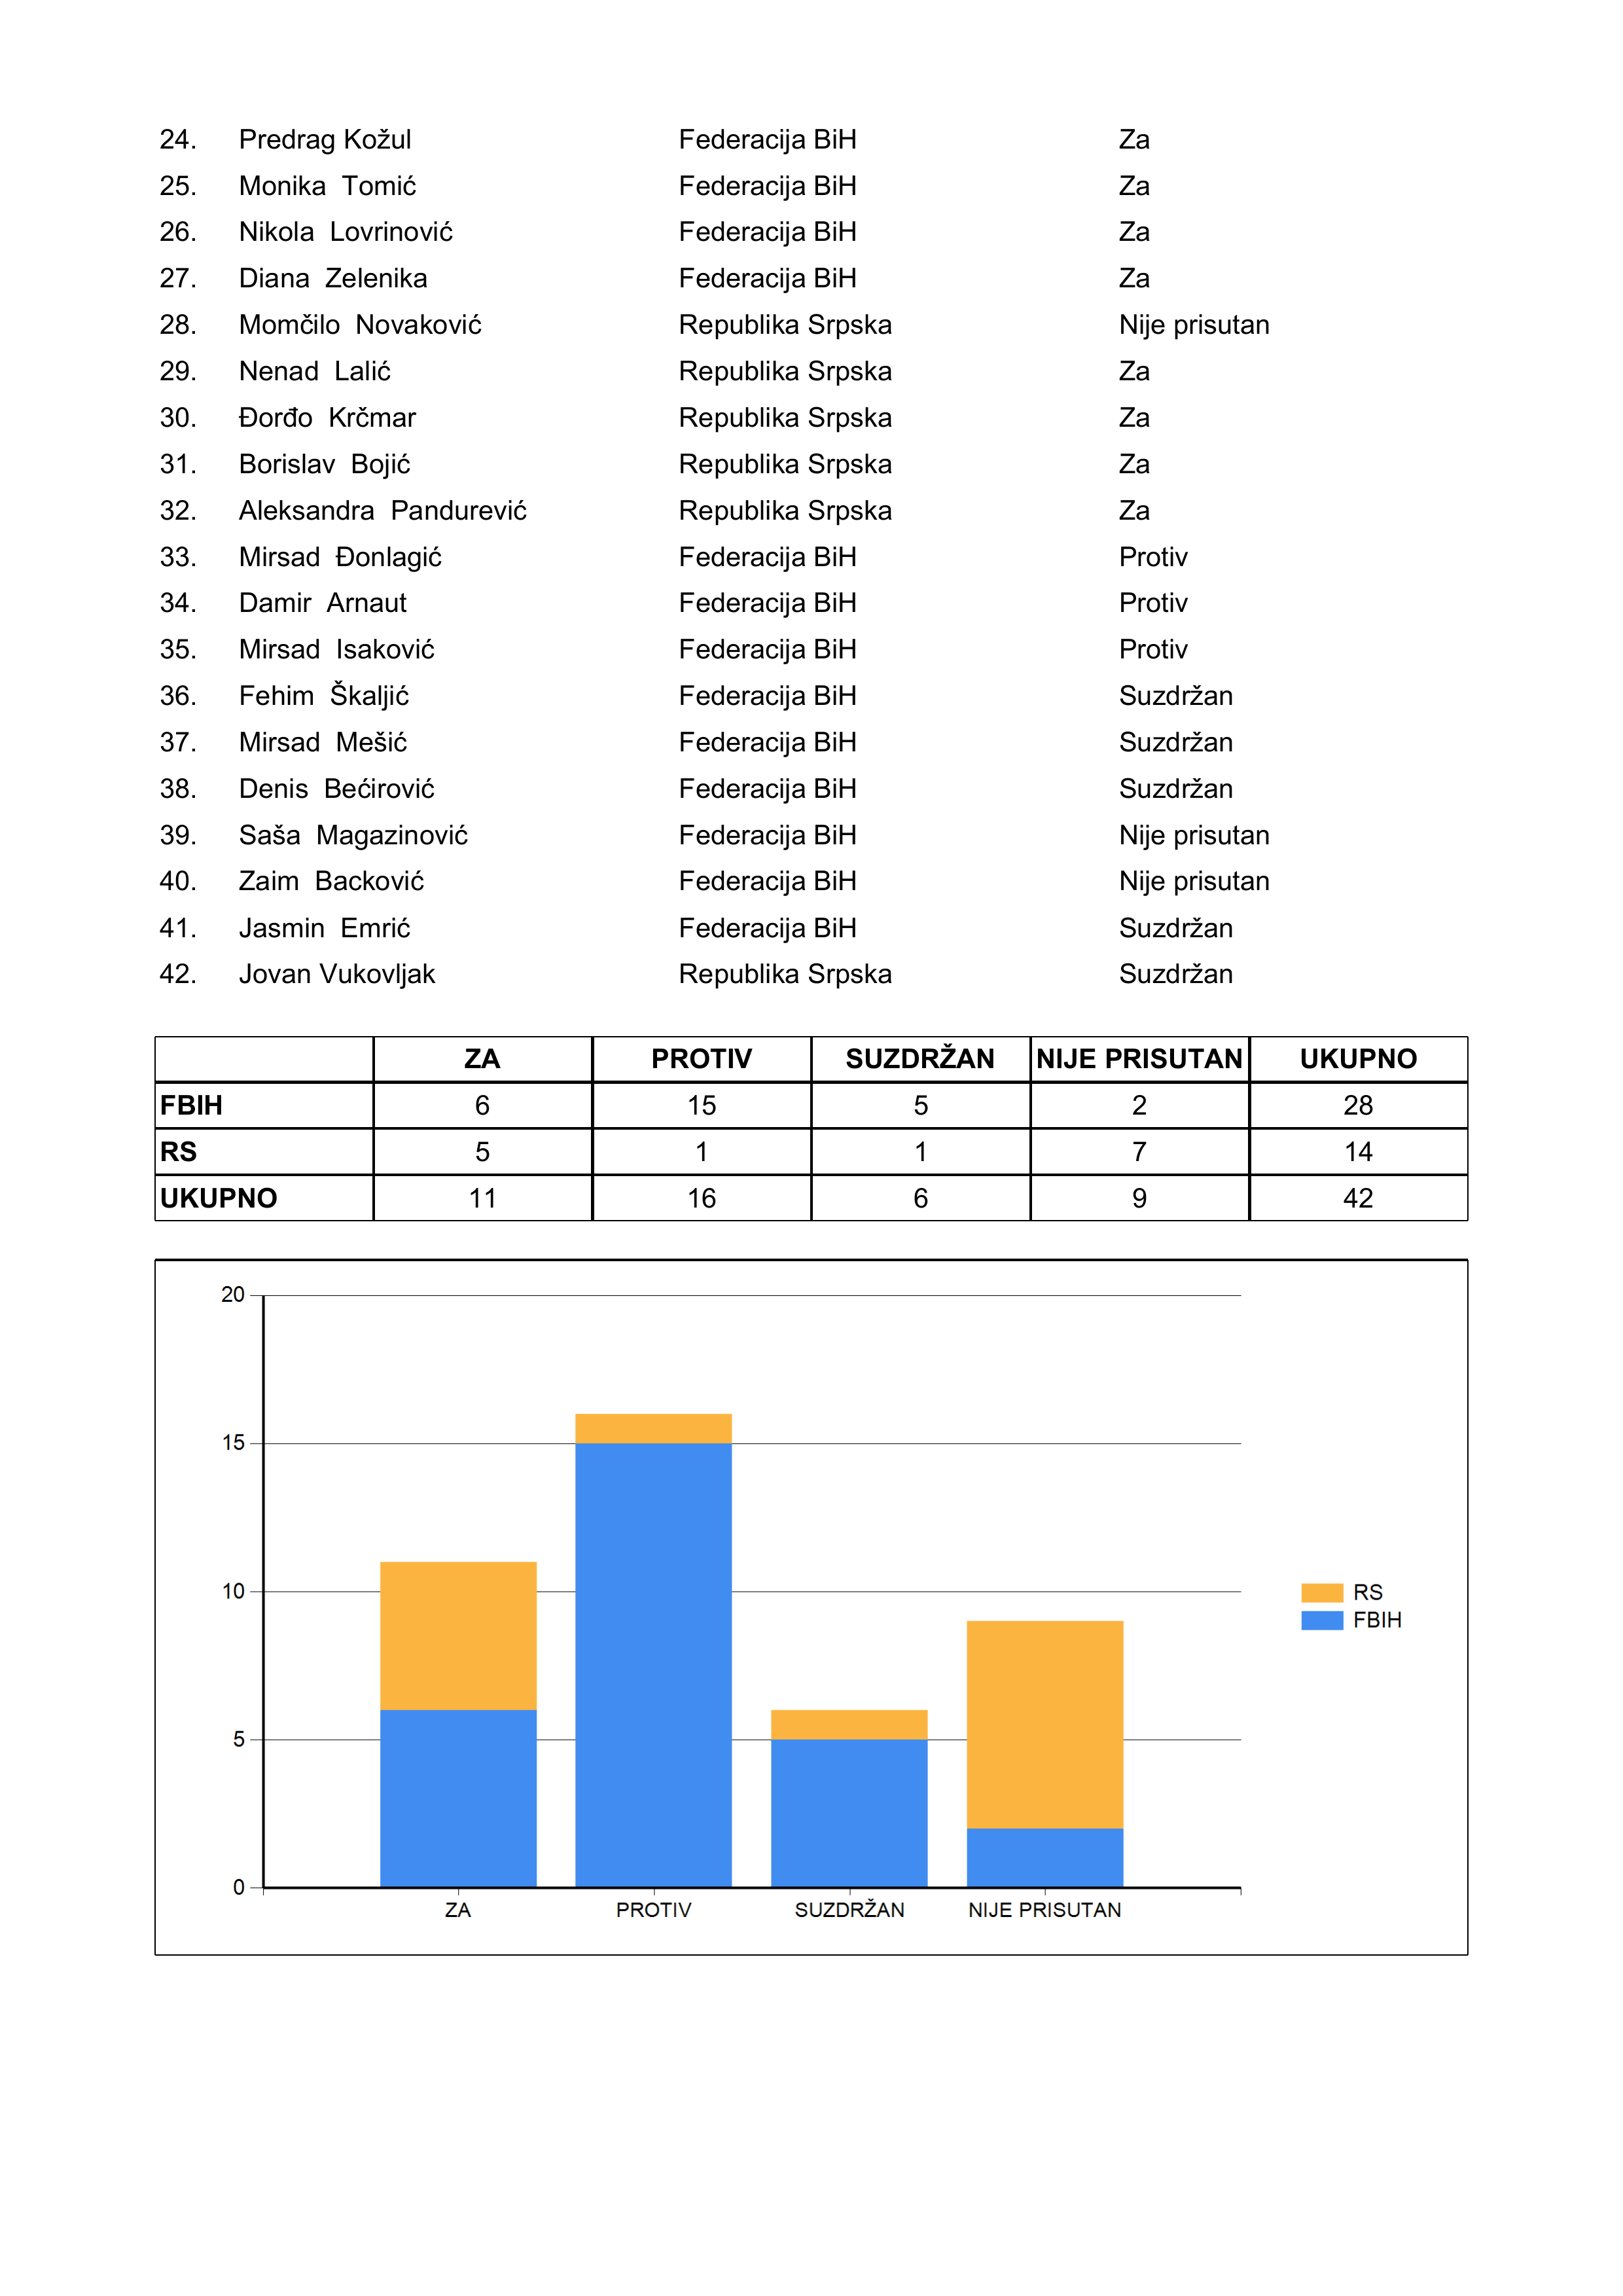 24. Predrag Kožul Federacija BiH Za
25. Monika Tomić Federacija BiH Za
26. Nikola Lovrinović Federacija BiH Za
27. Diana Zelenika Federacija BiH Za
28. Momčilo Novaković Republika Srpska Nije prisutan
29. Nenad Lalić Republika Srpska Za
30. Đorđo Krčmar Republika Srpska Za
31. Borislav Bojić Republika Srpska Za
32. Aleksandra Pandurević Republika Srpska Za
33. Mirsad Đonlagić Federacija BiH Protiv
34. Damir Arnaut Federacija BiH Protiv
35. Mirsad Isaković Federacija BiH Protiv
36. Fehim Škaljić Federacija BiH Suzdržan
37. Mirsad Mešić Federacija BiH Suzdržan
38. Denis Bećirović Federacija BiH Suzdržan
39. Saša Magazinović Federacija BiH Nije prisutan
40. Zaim Backović Federacija BiH Nije prisutan
41. Jasmin Emrić Federacija BiH Suzdržan
42. Jovan Vukovljak Republika Srpska Suzdržan
ZA PROTIV SUZDRŽAN NIJE PRISUTAN UKUPNO
FBIH 6 15 5 2 28
RS 5 1 1 7 14
UKUPNO 11 16 6 9 42
20
15
10
5
0
ZA PROTIV SUZDRŽAN NIJE PRISUTAN
RS
FBIH